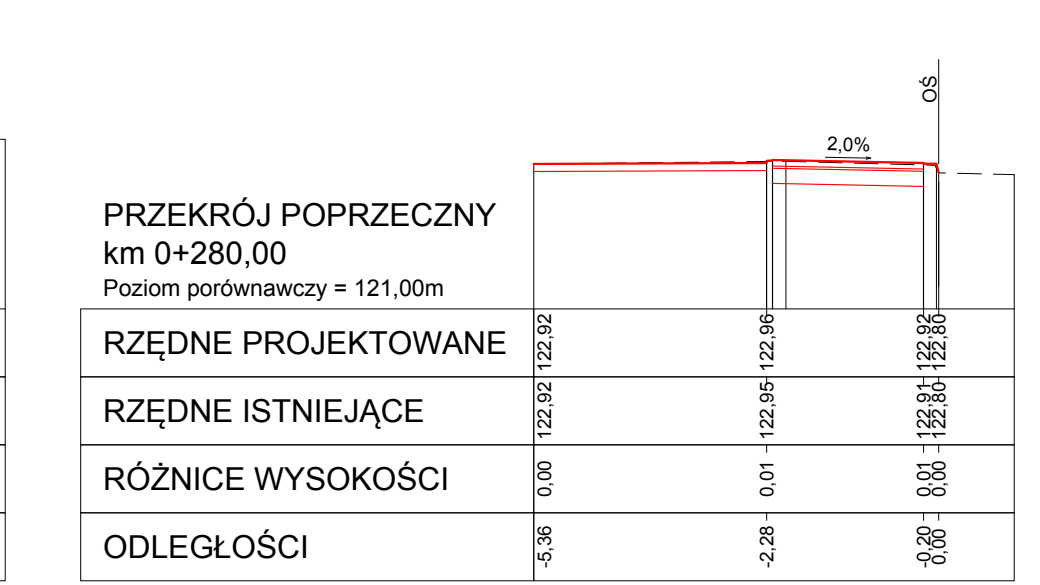 OŚ
2,0%
PRZEKRÓJ POPRZECZNY
km 0+280,00
Poziom porównawczy = 121,00m
RZĘDNE PROJEKTOWANE 122,92 122,96 122,92 122,80
RZĘDNE ISTNIEJĄCE 122,92 122,95 122,91 122,80
RÓŻNICE WYSOKOŚCI 0,00 0,01 0,01 0,00
ODLEGŁOŚCI -5,36 -2,28 -0,20 0,00